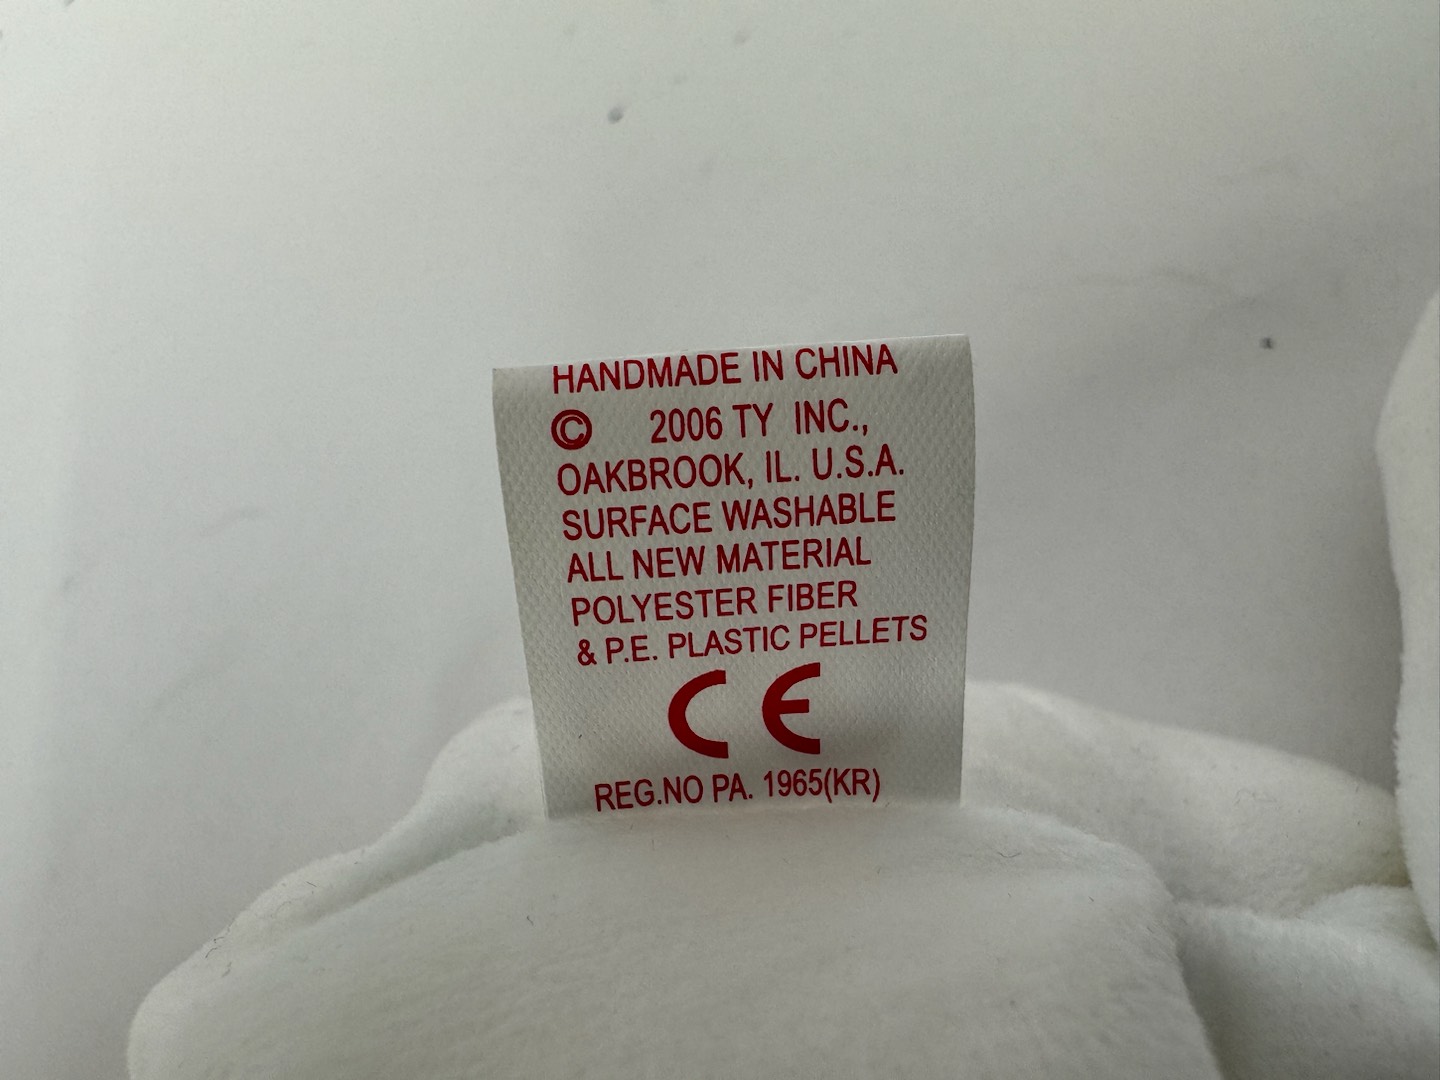 HANDMADE IN CHINA
© 2006 TY INC.,
OAKBROOK, IL. U.S.A.
SURFACE WASHABLE
ALL NEW MATERIAL
POLYESTER FIBER
& P.E. PLASTIC PELLETS
CE
REG.NO PA. 1965(KR)